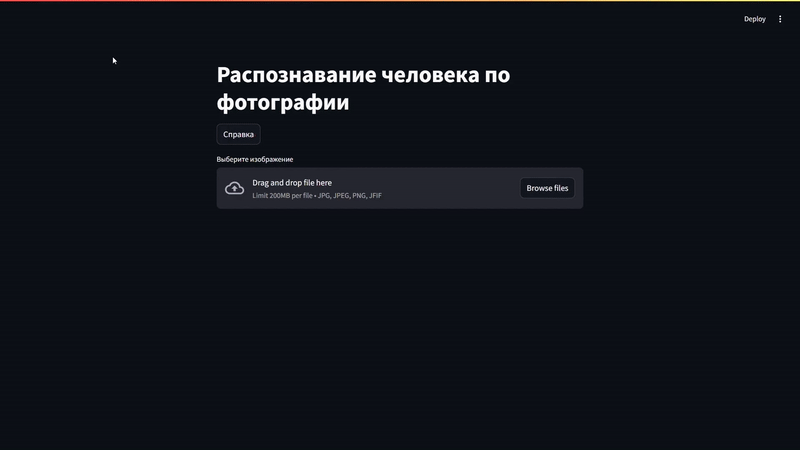 Deploy
Распознавание человека по
фотографии
Справка
Выберите изображение
Drag and drop file here
Limit 200MB per file • JPG, JPEG, PNG, JFIF
Browse files